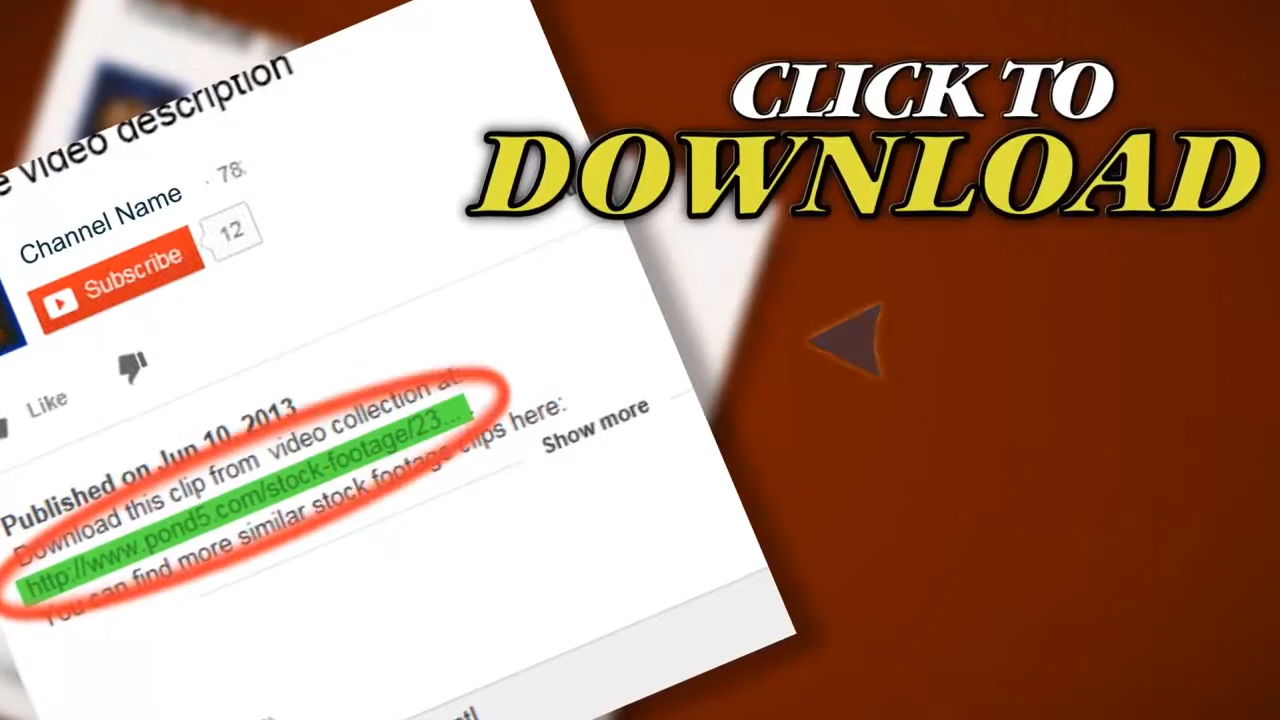 CLICK TO
DOWNLOAD
video description
Channel Name
Subscribe
12
Like
Published on Jun 10, 2013
Download this clip from video collection at
http://www.pond5.com/stock-footage/23...
You can find more similar stock footage clips here:
Show more